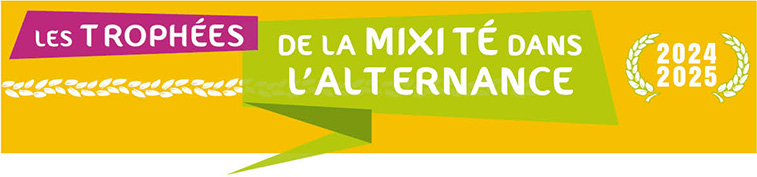 LES TROPHÉES
DE LA MIXITÉ DANS
L'ALTERNANCE
2024
2025